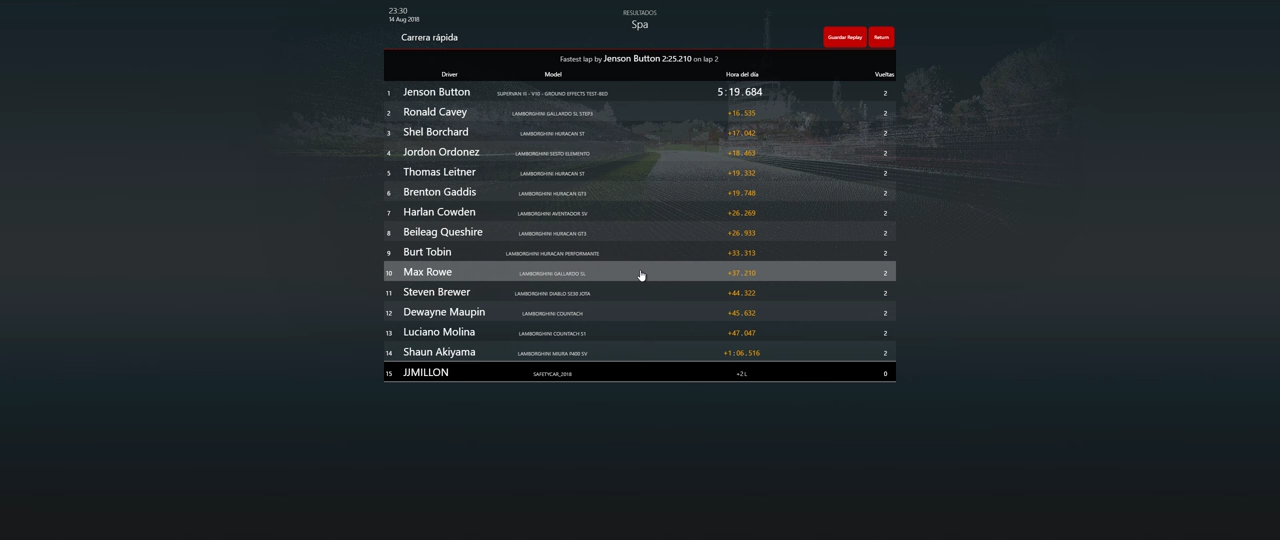 23:30
14 Aug 2018
RESULTADOS
Spa
Carrera rápida
Guardar Replay Return
Fastest lap by Jenson Button 2:25.210 on lap 2
Driver Model Hora del día Vueltas
1 Jenson Button SUPERVAN III - V10 - GROUND EFFECTS TEST-BED 5:19.684 2
2 Ronald Cavey LAMBORGHINI GALLARDO SL STEP3 +16.535 2
3 Shel Borchard LAMBORGHINI HURACAN ST +17.042 2
4 Jordon Ordonez LAMBORGHINI SESTO ELEMENTO +18.463 2
5 Thomas Leitner LAMBORGHINI HURACAN ST +19.332 2
6 Brenton Gaddis LAMBORGHINI HURACAN GT3 +19.748 2
7 Harlan Cowden LAMBORGHINI AVENTADOR SV +26.269 2
8 Beileag Queshire LAMBORGHINI HURACAN GT3 +26.933 2
9 Burt Tobin LAMBORGHINI HURACAN PERFORMANTE +33.313 2
10 Max Rowe LAMBORGHINI GALLARDO SL +37.210 2
11 Steven Brewer LAMBORGHINI DIABLO SE30 JOTA +44.322 2
12 Dewayne Maupin LAMBORGHINI COUNTACH +45.632 2
13 Luciano Molina LAMBORGHINI COUNTACH S1 +47.047 2
14 Shaun Akiyama LAMBORGHINI MIURA P400 SV +1:06.516 2
15 JJMILLON SAFETYCAR_2018 +2 L 0